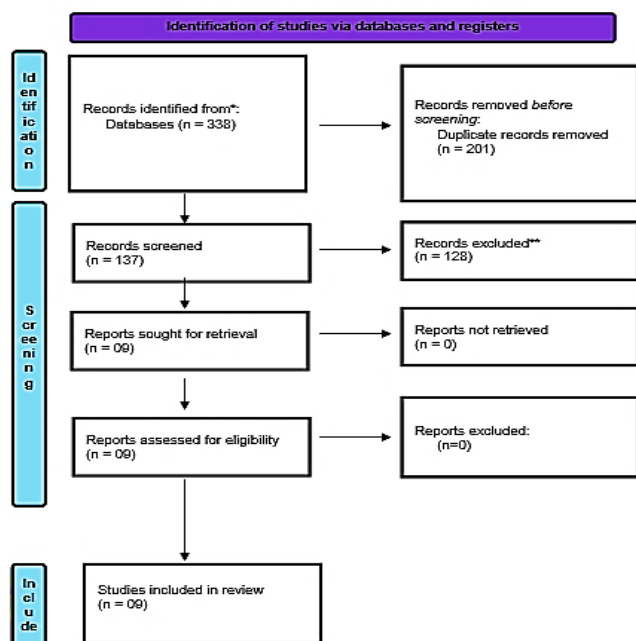 Identification of studies via databases and registers
Id
en
tif
ic
ati
o
n
Records identified from*:
Databases (n = 338)
Records removed before
screening:
Duplicate records removed
(n = 201)
S
cr
ee
ni
n
g
Records screened
(n = 137)
Records excluded**
(n = 128)
Reports sought for retrieval
(n = 09)
Reports not retrieved
(n = 0)
Reports assessed for eligibility
(n = 09)
Reports excluded:
(n=0)
In
cl
u
de
Studies included in review
(n = 09)